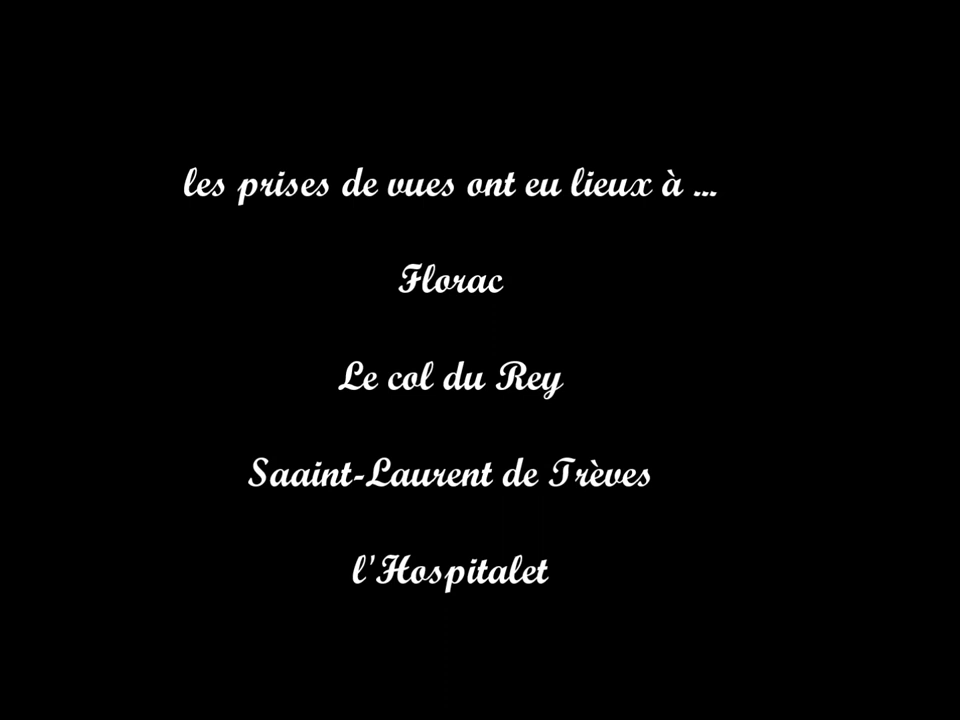 les prises de vues ont eu lieux à ...
Florac
Le col du Rey
Saaint-Laurent de Trèves
l'Hospitalet